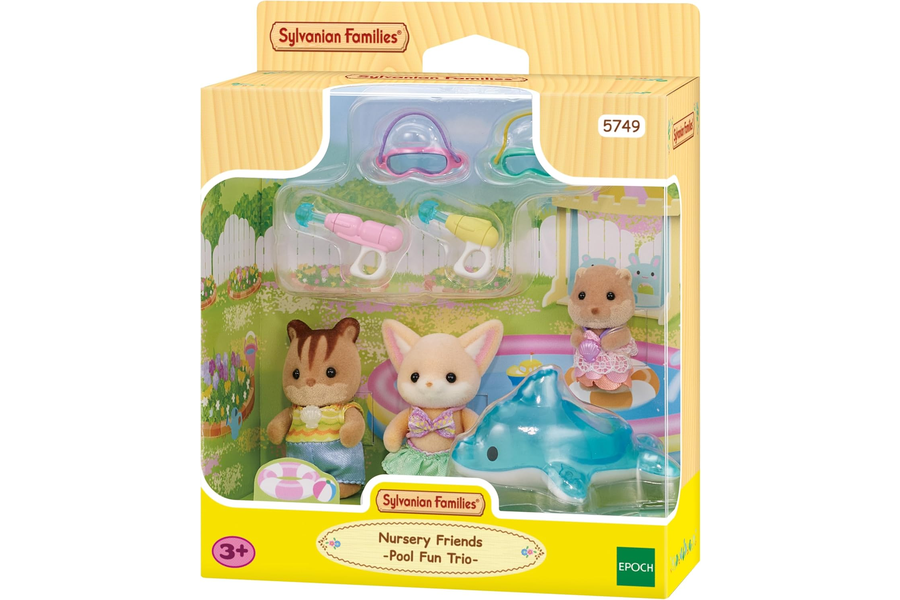 Sylvanian Families®
Sylvanian Families®
5749
Sylvanian Families®
Sylvanian Families®
Nursery Friends
-Pool Fun Trio-
3+
EPOCH